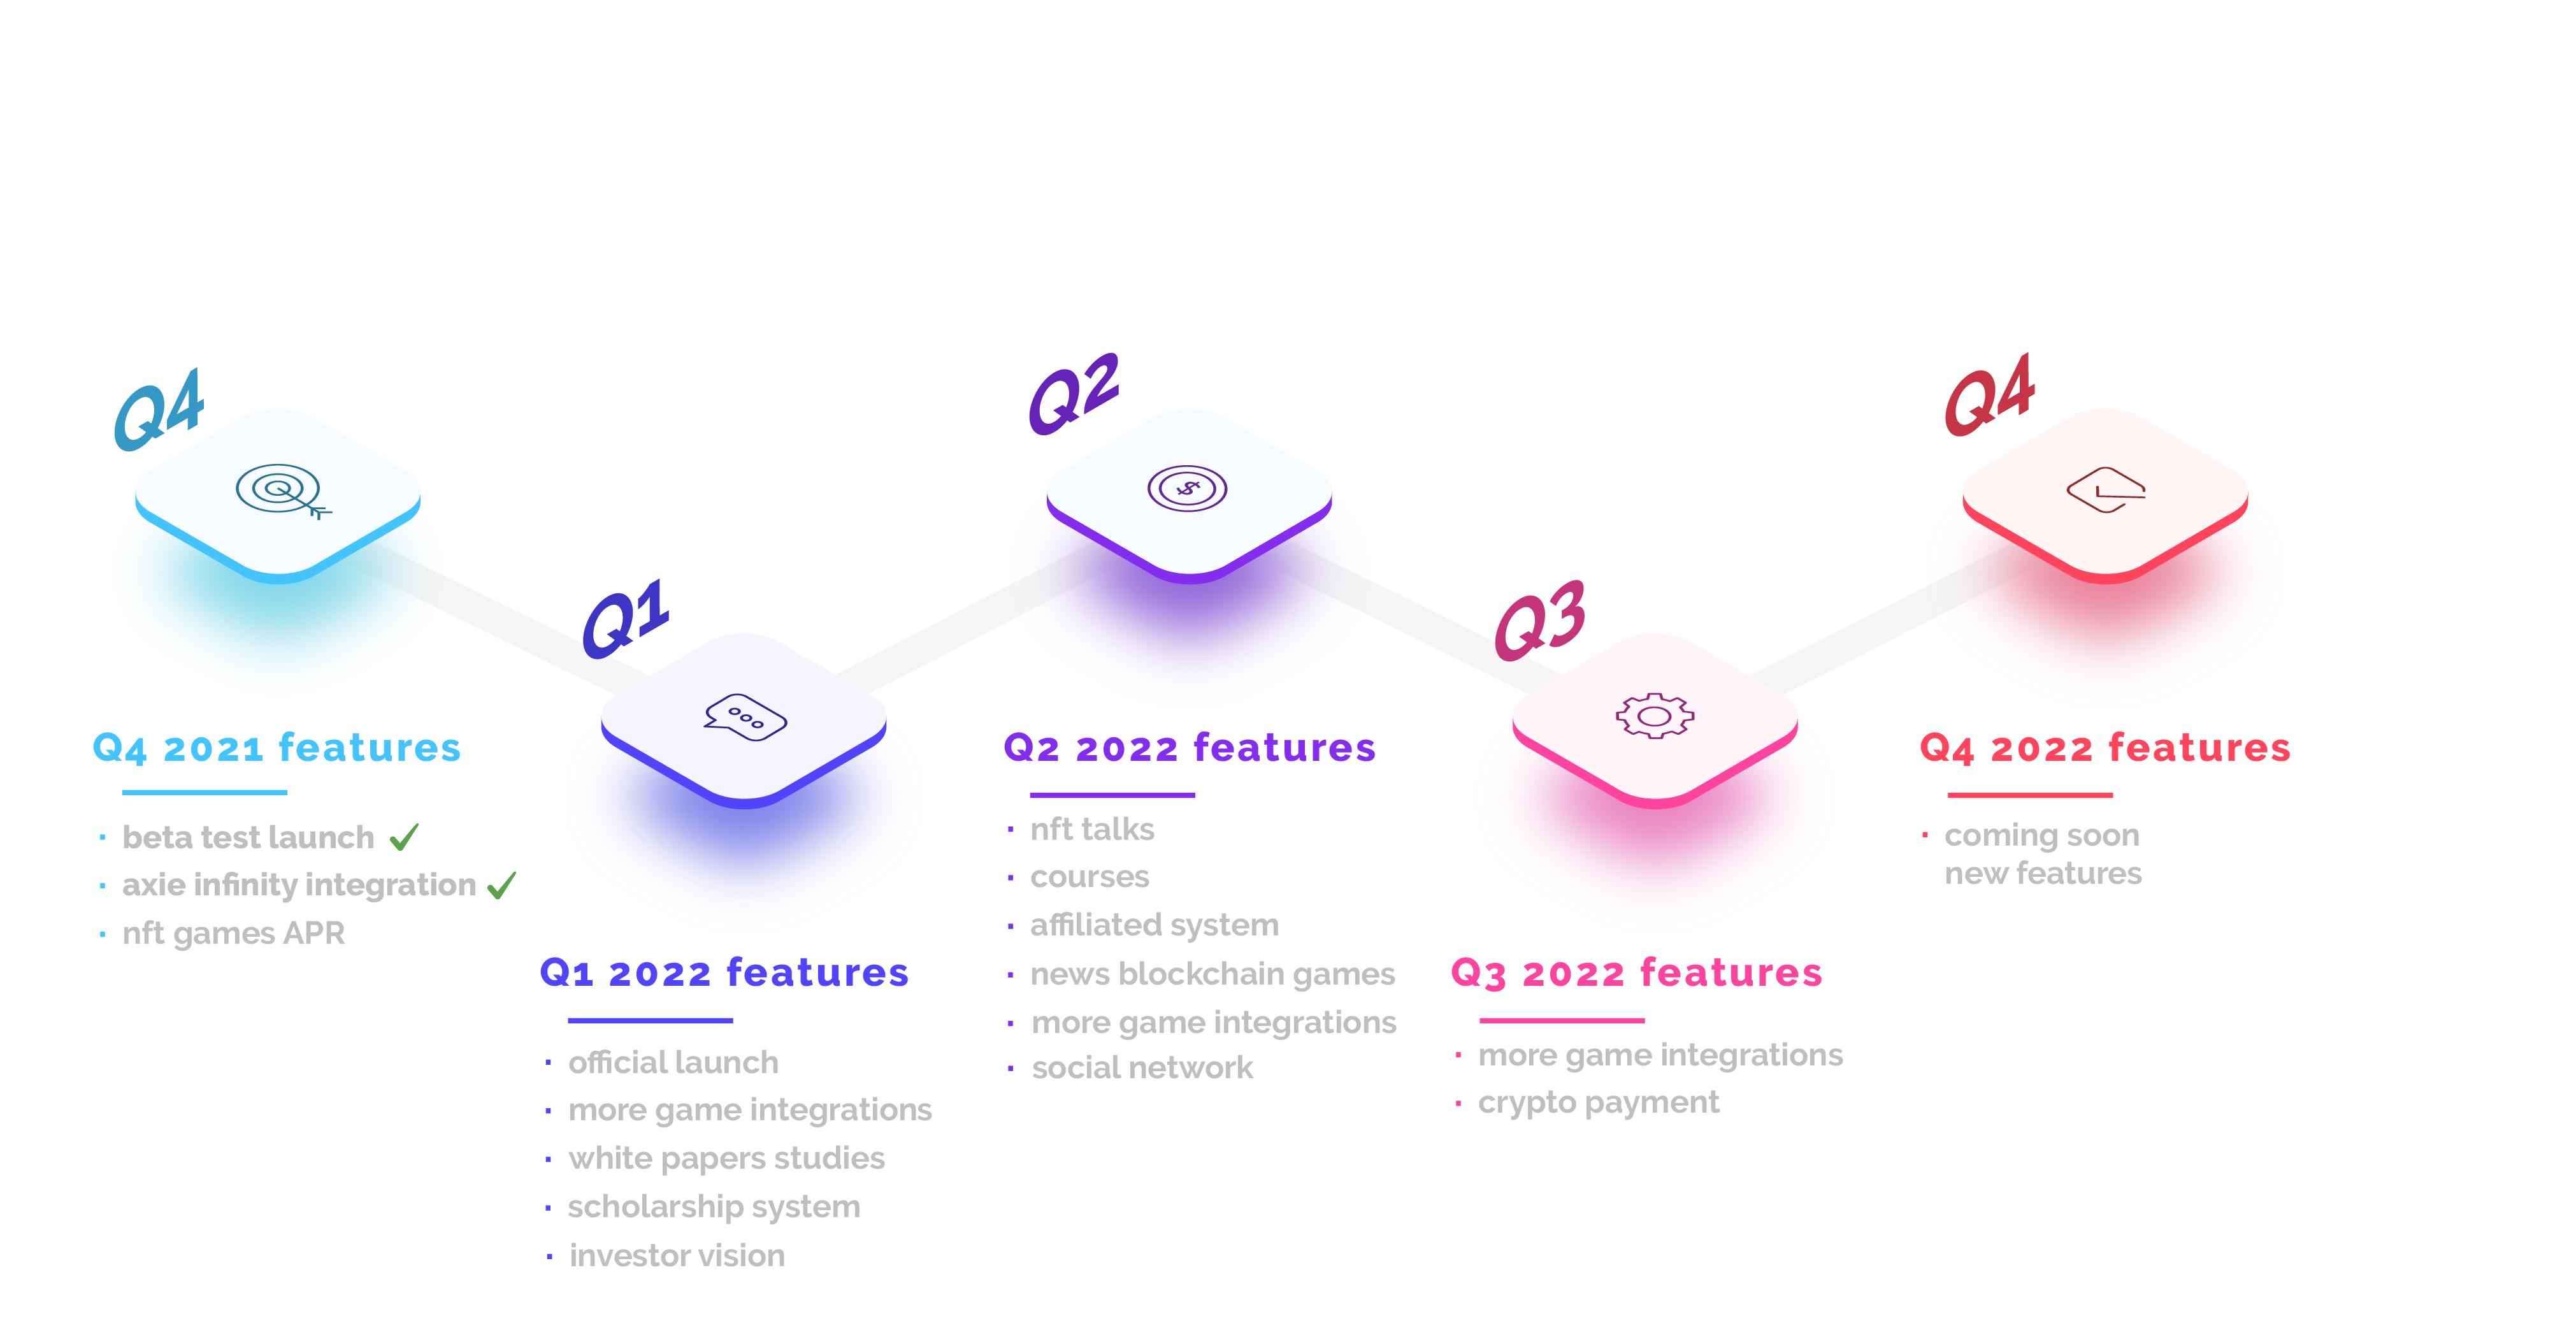 Q4
Q4 2021 features
· beta test launch
· axie infinity integration
· nft games APR
Q1
Q1 2022 features
· official launch
· more game integrations
· white papers studies
· scholarship system
· investor vision
Q2
$
Q2 2022 features
· nft talks
· courses
· affiliated system
· news blockchain games
· more game integrations
· social network
Q3
Q3 2022 features
· more game integrations
· crypto payment
Q4
Q4 2022 features
· coming soon
new features